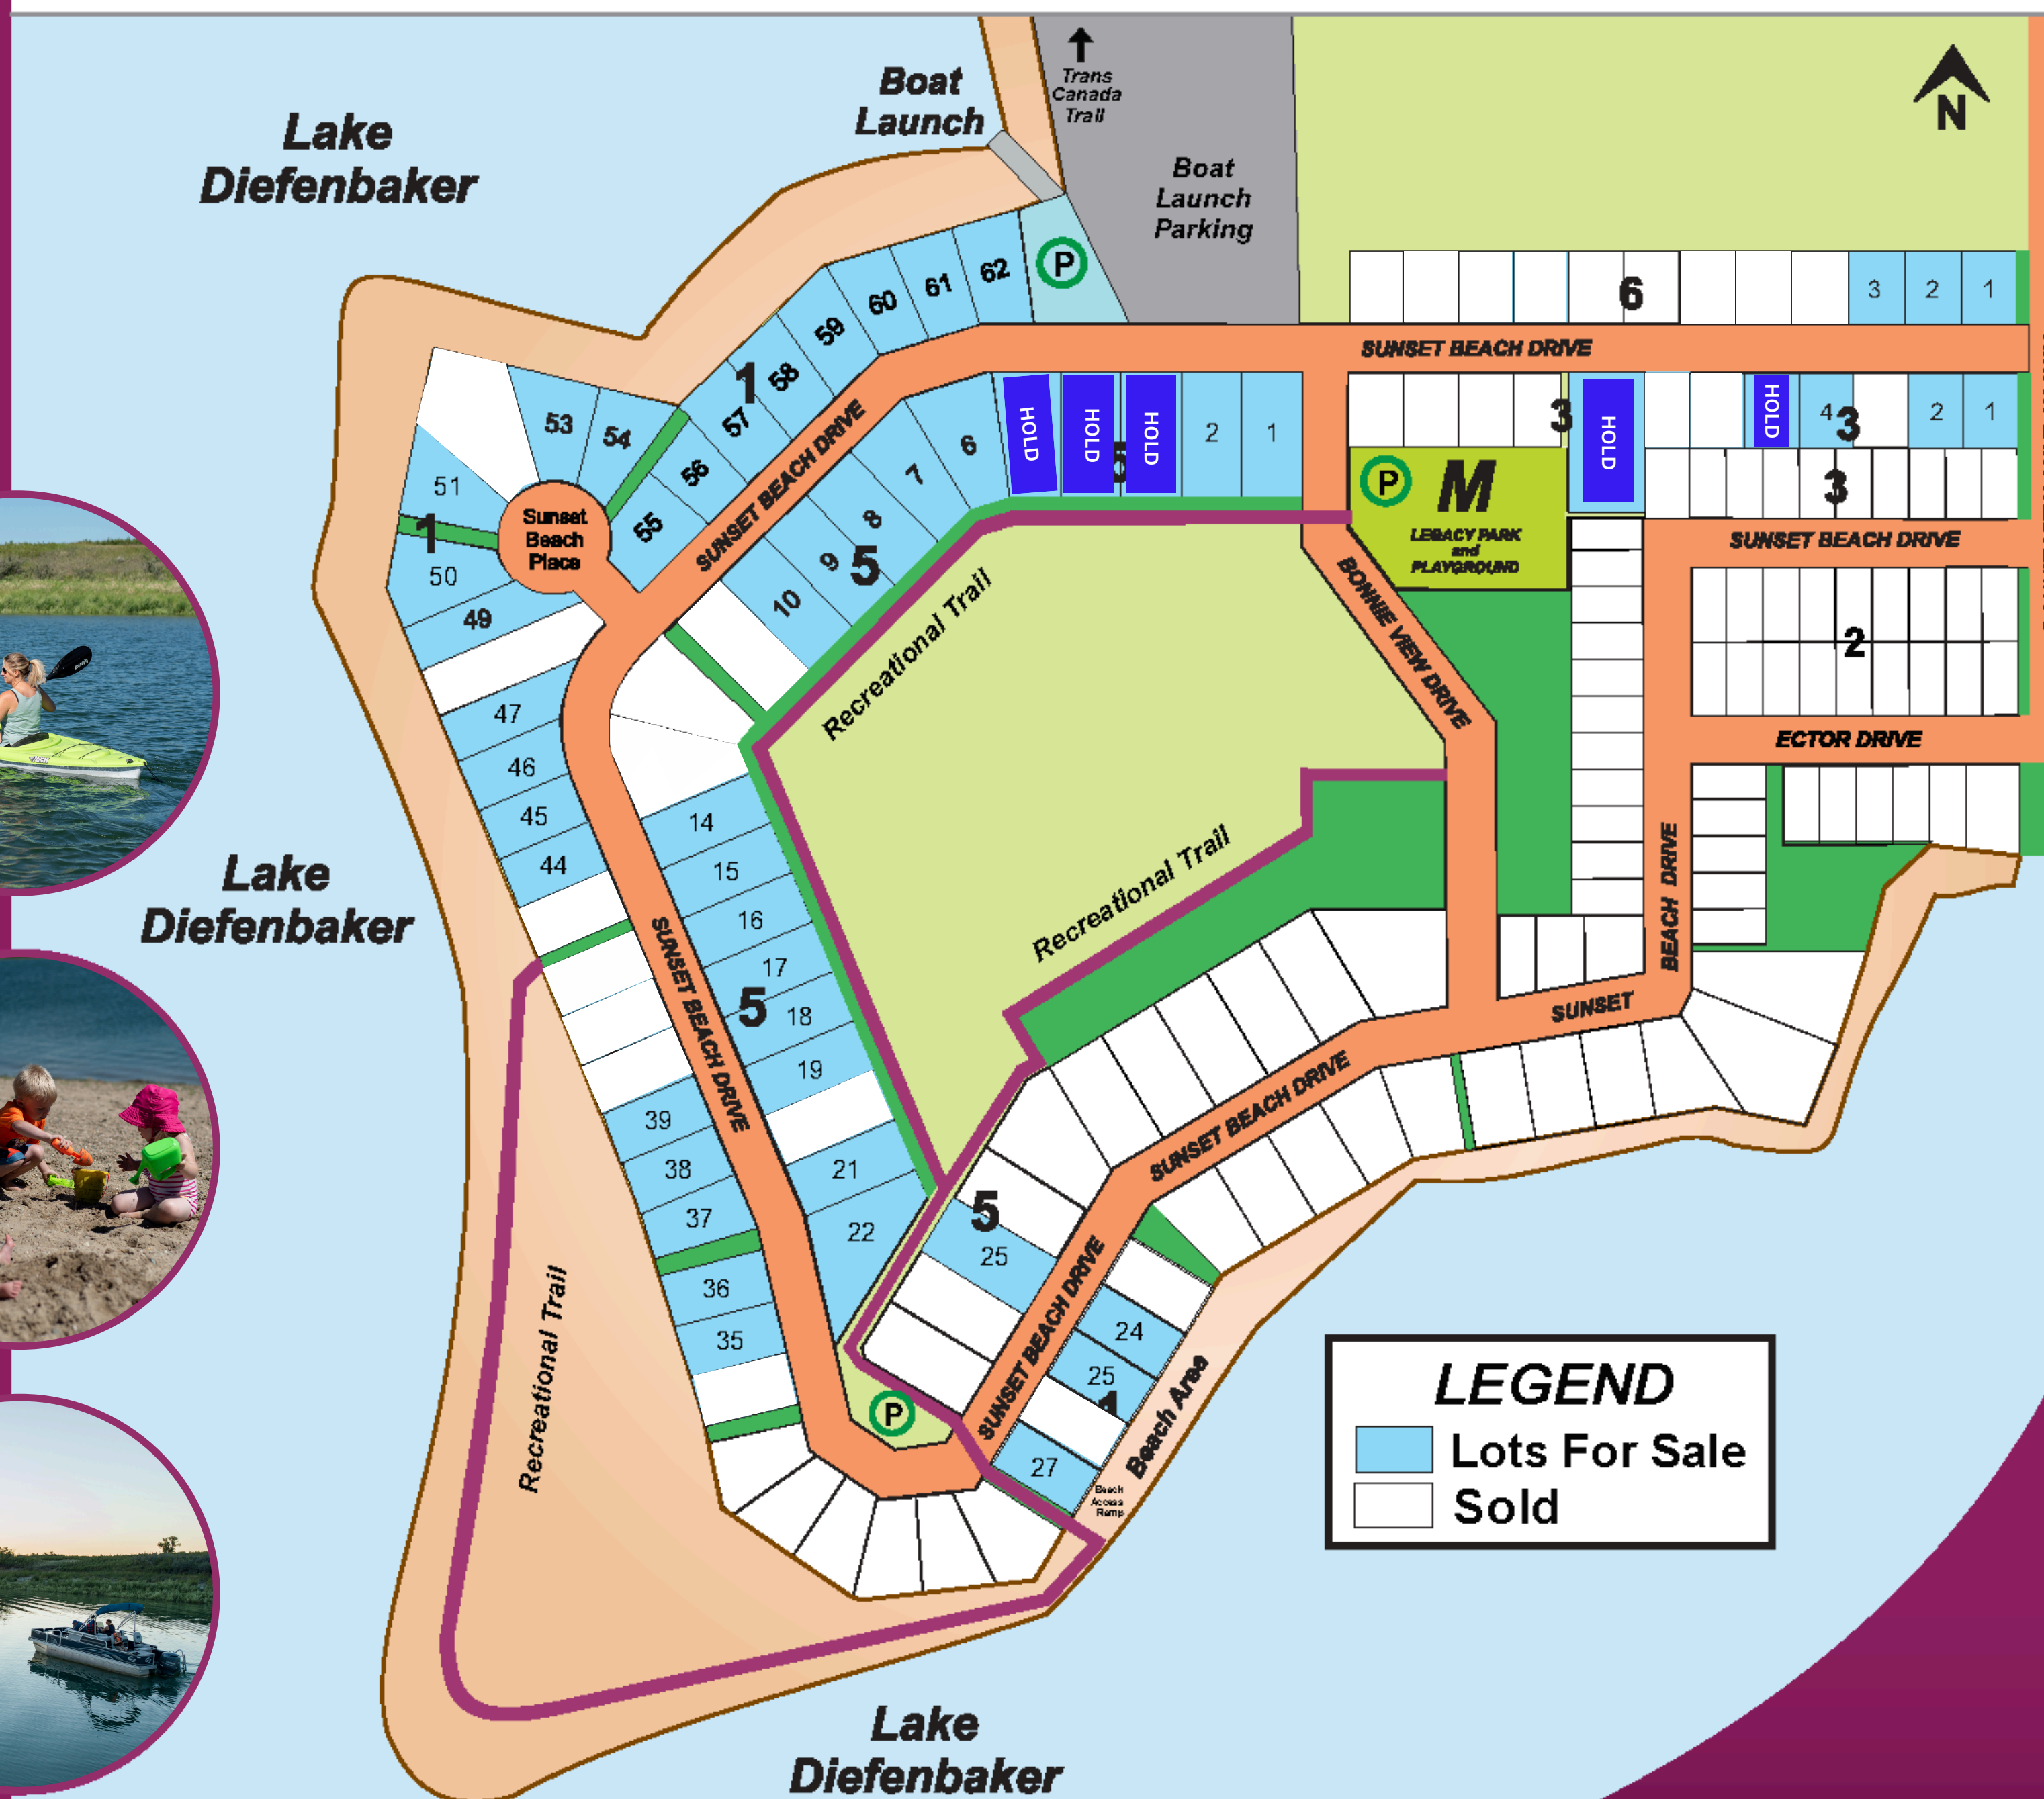 Lake
Diefenbaker
Boat
Launch
Trans
Canada
Trail
Boat
Launch
Parking
N
P
62
61
60
59
58
57
56
55
1
6
3
2
1
SUNSET BEACH DRIVE
53
54
51
1
50
49
Sunset
Beach
Place
SUNSET BEACH DRIVE
6
7
8
9
10
5
HOLD
HOLD
HOLD
5
2
1
3
HOLD
HOLD
4
3
2
1
3
P
M
LEGACY PARK
and
PLAYGROUND
SUNSET BEACH DRIVE
2
ECTOR DRIVE
BONNIE VIEW DRIVE
Recreational Trail
47
46
45
44
14
15
16
17
5
18
19
21
22
SUNSET BEACH DRIVE
Lake
Diefenbaker
Recreational Trail
BEACH DRIVE
SUNSET
39
38
37
36
35
SUNSET BEACH DRIVE
5
25
SUNSET BEACH DRIVE
24
25
27
P
Beach Area
Beach
Access
Ramp
Recreational Trail
LEGEND
Lots For Sale
Sold
Lake
Diefenbaker